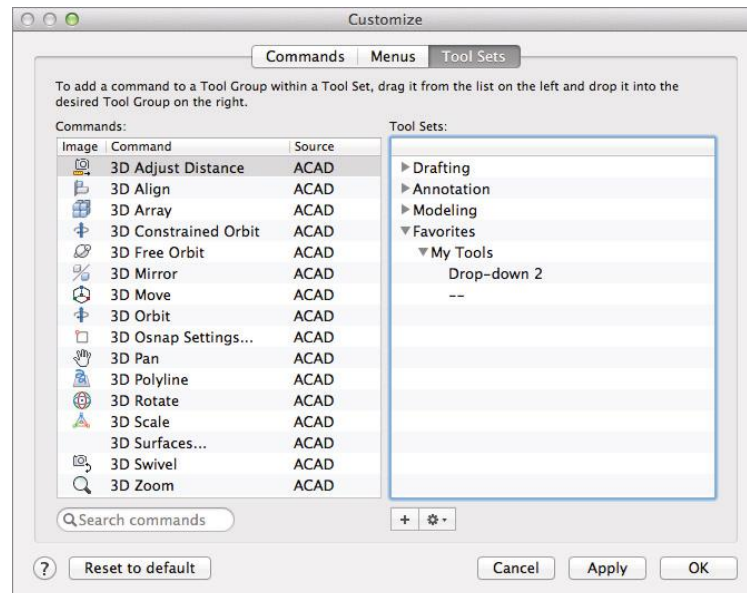 Customize
Commands Menus Tool Sets
To add a command to a Tool Group within a Tool Set, drag it from the list on the left and drop it into the
desired Tool Group on the right.
Commands:
Image Command Source
3D Adjust Distance ACAD
3D Align ACAD
3D Array ACAD
3D Constrained Orbit ACAD
3D Free Orbit ACAD
3D Mirror ACAD
3D Move ACAD
3D Orbit ACAD
3D Osnap Settings... ACAD
3D Pan ACAD
3D Polyline ACAD
3D Rotate ACAD
3D Scale ACAD
3D Surfaces... ACAD
3D Swivel ACAD
3D Zoom ACAD
Search commands
Tool Sets:
Drafting
Annotation
Modeling
Favorites
My Tools
Drop-down 2
--
+
? Reset to default Cancel Apply OK